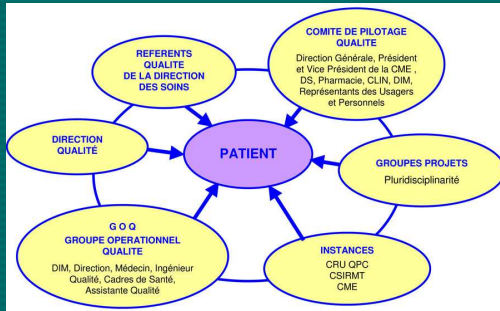 REFERENTS
QUALITE
DE LA DIRECTION
DES SOINS
COMITE DE PILOTAGE
QUALITE
Direction Générale, Président
et Vice Président de la CME ,
DS, Pharmacie, CLIN, DIM,
Représentants des Usagers
et Personnels
DIRECTION
QUALITÉ
PATIENT
GROUPES PROJETS
Pluridisciplinarité
G O Q
GROUPE OPERATIONNEL
QUALITE
DIM, Direction, Médecin, Ingénieur
Qualité, Cadres de Santé,
Assistante Qualité
INSTANCES
CRU QPC
CSIRMT
CME